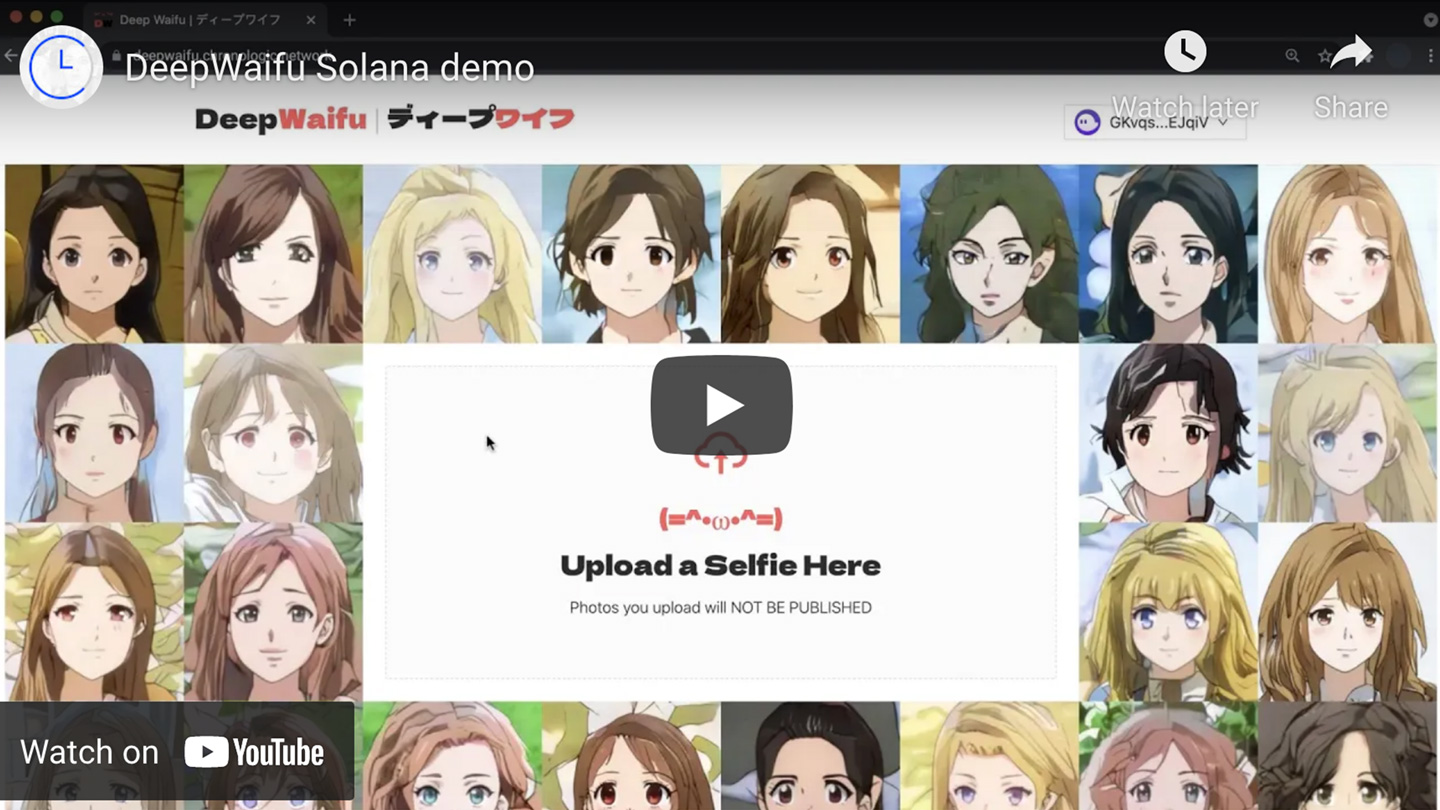 Deep Waifu | ディープワイフ
deepwaifu.chronologic.network
DeepWaifu Solana demo
Watch later
Share
DeepWaifu | ディープワイフ
GKvqs...EJqiV
(=^•ω•^=)
Upload a Selfie Here
Photos you upload will NOT BE PUBLISHED
Watch on YouTube